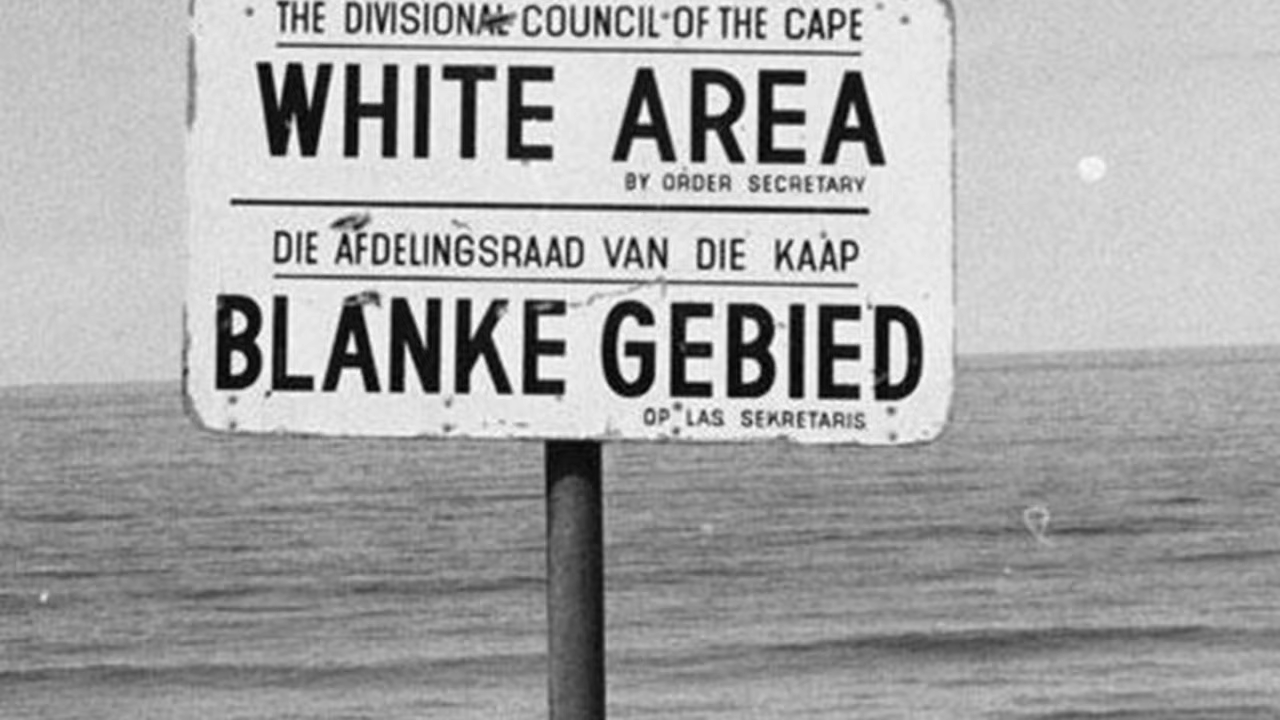 THE DIVISIONAL COUNCIL OF THE CAPE
WHITE AREA
BY ORDER SECRETARY
DIE AFDELINGSRAAD VAN DIE KAAP
BLANKE GEBIED
OP LAS SEKRETARIS